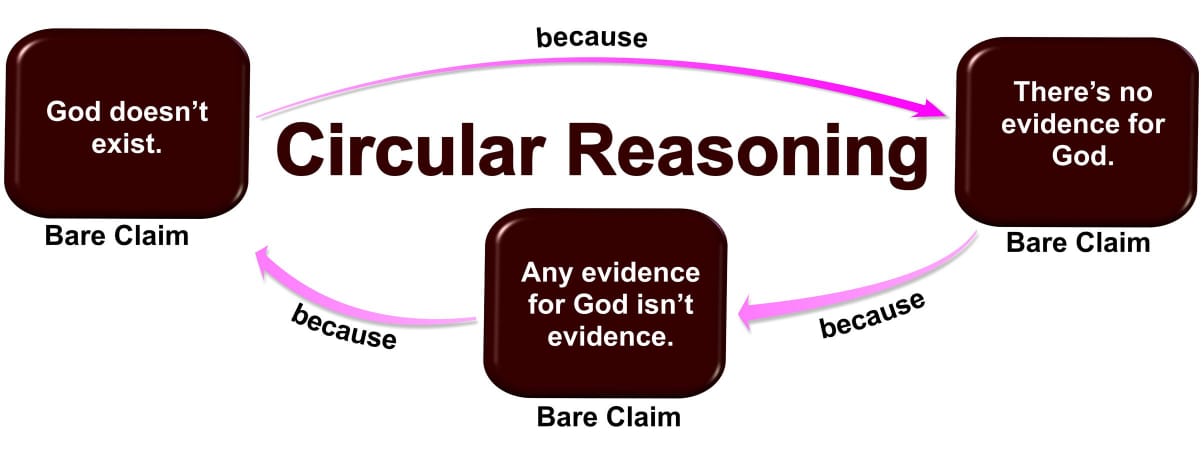 because
God doesn’t
exist.
Circular Reasoning
There’s no
evidence for
God.
Bare Claim
Bare Claim
Any evidence
for God isn’t
evidence.
because
because
Bare Claim